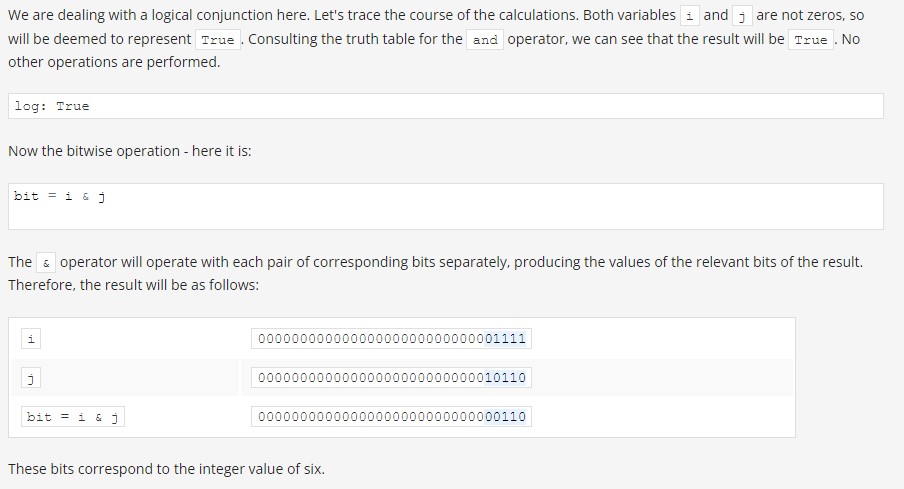 We are dealing with a logical conjunction here. Let's trace the course of the calculations. Both variables i and j are not zeros, so
will be deemed to represent True . Consulting the truth table for the and operator, we can see that the result will be True . No
other operations are performed.
log: True
Now the bitwise operation - here it is:
bit = i & j
The & operator will operate with each pair of corresponding bits separately, producing the values of the relevant bits of the result.
Therefore, the result will be as follows:
i 00000000000000000000000000001111
j 00000000000000000000000000010110
bit = i & j 00000000000000000000000000000110
These bits correspond to the integer value of six.